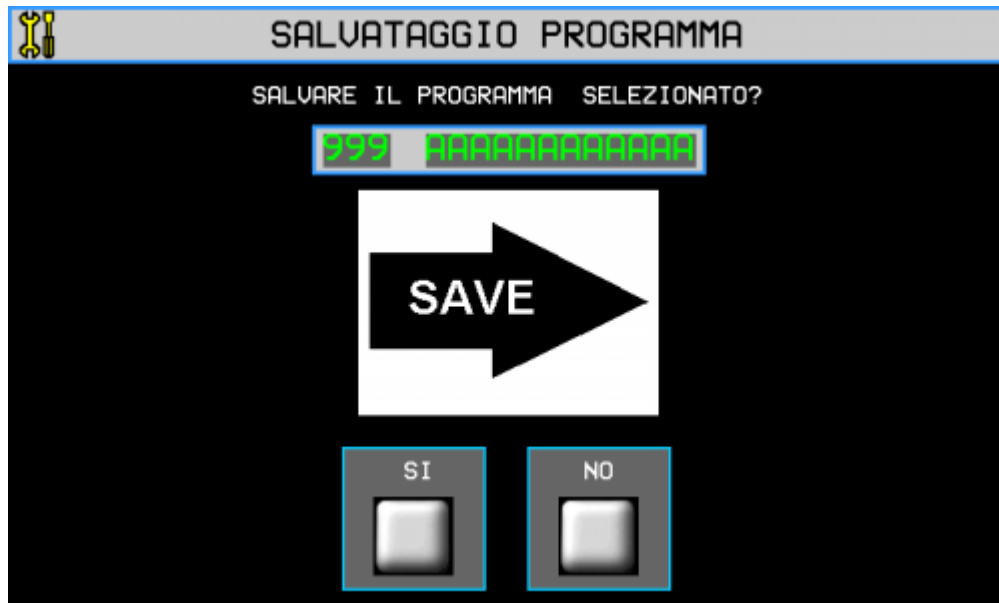 SALVATAGGIO PROGRAMMA
SALVARE IL PROGRAMMA SELEZIONATO?
999 AAAAAAAAAAAA
SAVE
SI NO